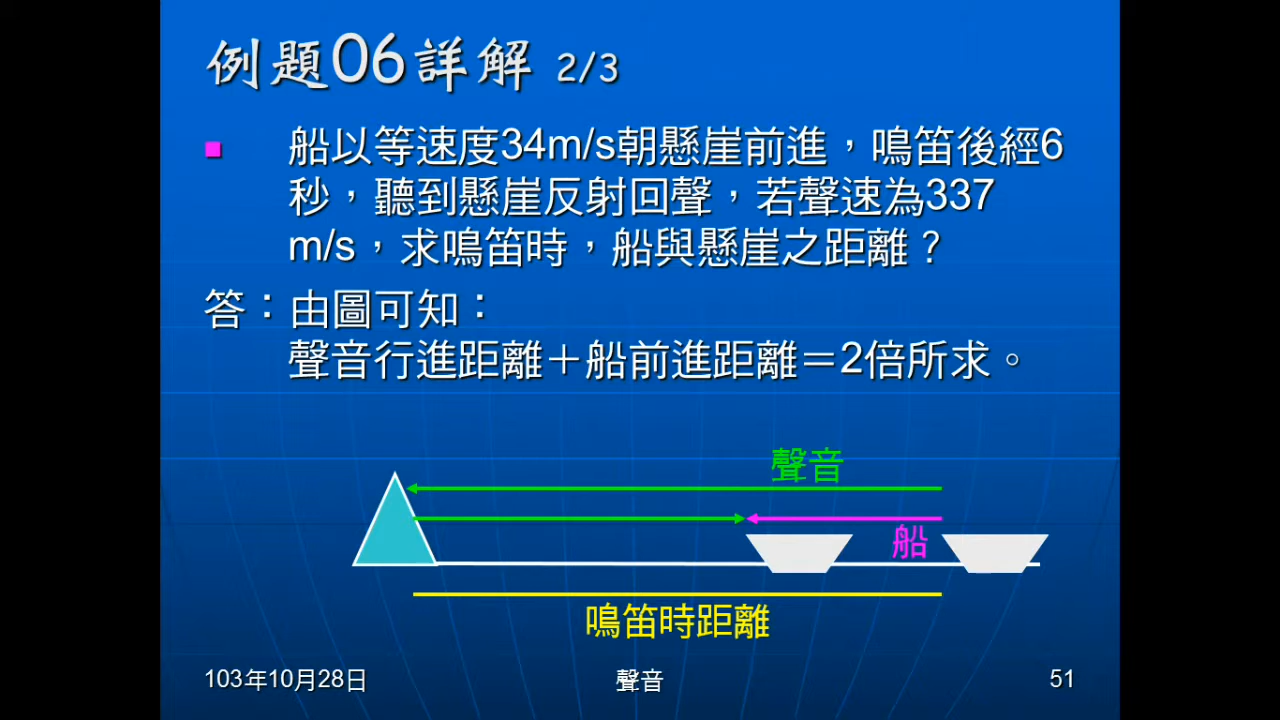 例題06詳解 2/3
船以等速度34m/s朝懸崖前進，鳴笛後經6
秒，聽到懸崖反射回聲，若聲速為337
m/s，求鳴笛時，船與懸崖之距離？
答：由圖可知：
聲音行進距離＋船前進距離＝2倍所求。
聲音
船
鳴笛時距離
103年10月28日
聲音
51